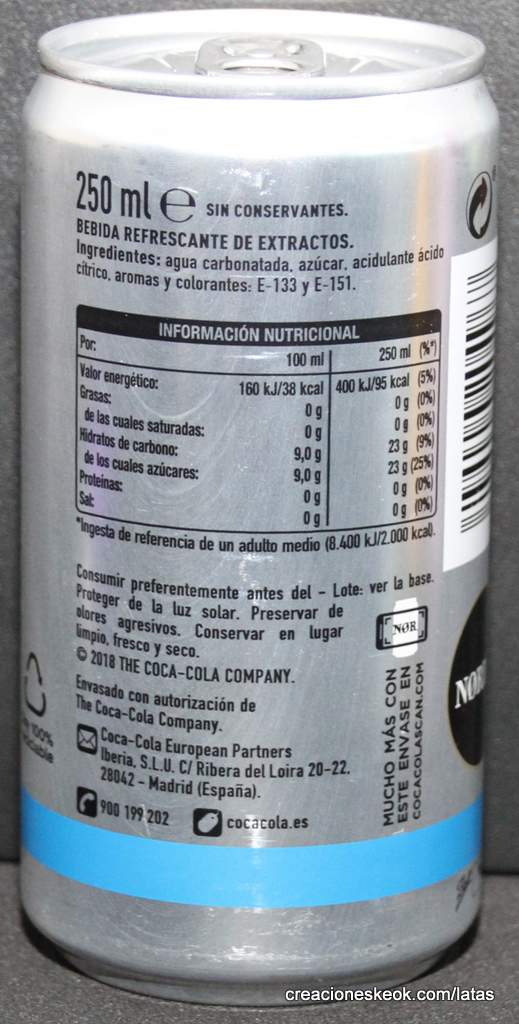 250 ml e SIN CONSERVANTES.
BEBIDA REFRESCANTE DE EXTRACTOS.
Ingredientes: agua carbonatada, azúcar, acidulante ácido
cítrico, aromas y colorantes: E-133 y E-151.
INFORMACIÓN NUTRICIONAL
Por: 100 ml 250 ml (%*)
Valor energético: 160 kJ/38 kcal 400 kJ/95 kcal (5%)
Grasas: 0 g 0 g (0%)
de las cuales saturadas: 0 g 0 g (0%)
Hidratos de carbono: 9,0 g 23 g (9%)
de los cuales azúcares: 9,0 g 23 g (25%)
Proteínas: 0 g 0 g (0%)
Sal: 0 g 0 g (0%)
*Ingesta de referencia de un adulto medio (8.400 kJ/2.000 kcal).
Consumir preferentemente antes del - Lote: ver la base.
Proteger de la luz solar. Preservar de
olores agresivos. Conservar en lugar
limpio, fresco y seco.
© 2018 THE COCA-COLA COMPANY.
Envasado con autorización de
The Coca-Cola Company.
Coca-Cola European Partners
Iberia, S.L.U. C/ Ribera del Loira 20-22.
28042 - Madrid (España).
900 199 202 cocacola.es
NØR
MUCHO MÁS CON
ESTE ENVASE EN
COCACOLASCAN.COM
100%
creacioneskeok.com/latas